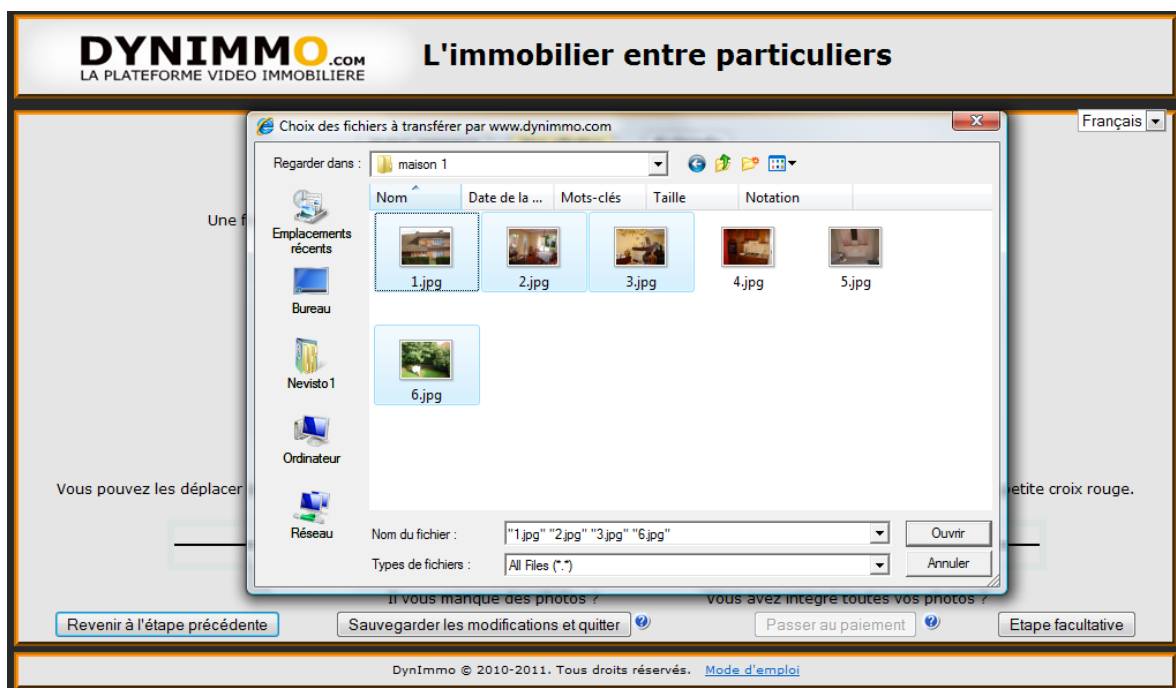 DYNIMMO.COM
LA PLATEFORME VIDEO IMMOBILIERE
L'immobilier entre particuliers
Français
Choix des fichiers à transférer par www.dynimmo.com
Regarder dans :
maison 1
Nom
Date de la ...
Mots-clés
Taille
Notation
Une f
Emplacements
récents
Bureau
Nevisto1
Ordinateur
Réseau
1.jpg
2.jpg
3.jpg
4.jpg
5.jpg
6.jpg
Vous pouvez les déplacer
etite croix rouge.
Nom du fichier :
"1.jpg" "2.jpg" "3.jpg" "6.jpg"
Ouvrir
Types de fichiers :
All Files (*.*)
Annuler
Il vous manque des photos ?
Vous avez intégré toutes vos photos ?
Revenir à l'étape précédente
Sauvegarder les modifications et quitter
Passer au paiement
Etape facultative
DynImmo © 2010-2011. Tous droits réservés. Mode d'emploi